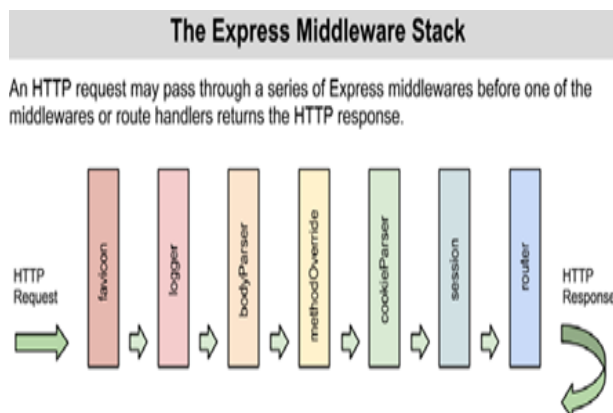 The Express Middleware Stack
An HTTP request may pass through a series of Express middlewares before one of the
middlewares or route handlers returns the HTTP response.
HTTP
Request
favicon
logger
bodyParser
methodOverride
cookieParser
session
router
HTTP
Response